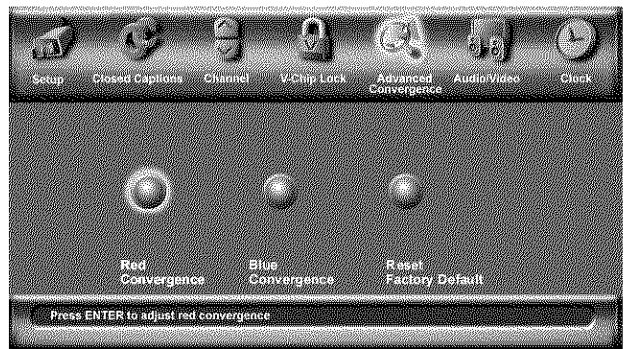 Setup Closed Captions Channel V-Chip Lock Advanced Convergence Audio/Video Clock
Red Convergence
Blue Convergence
Reset Factory Default
Press ENTER to adjust red convergence